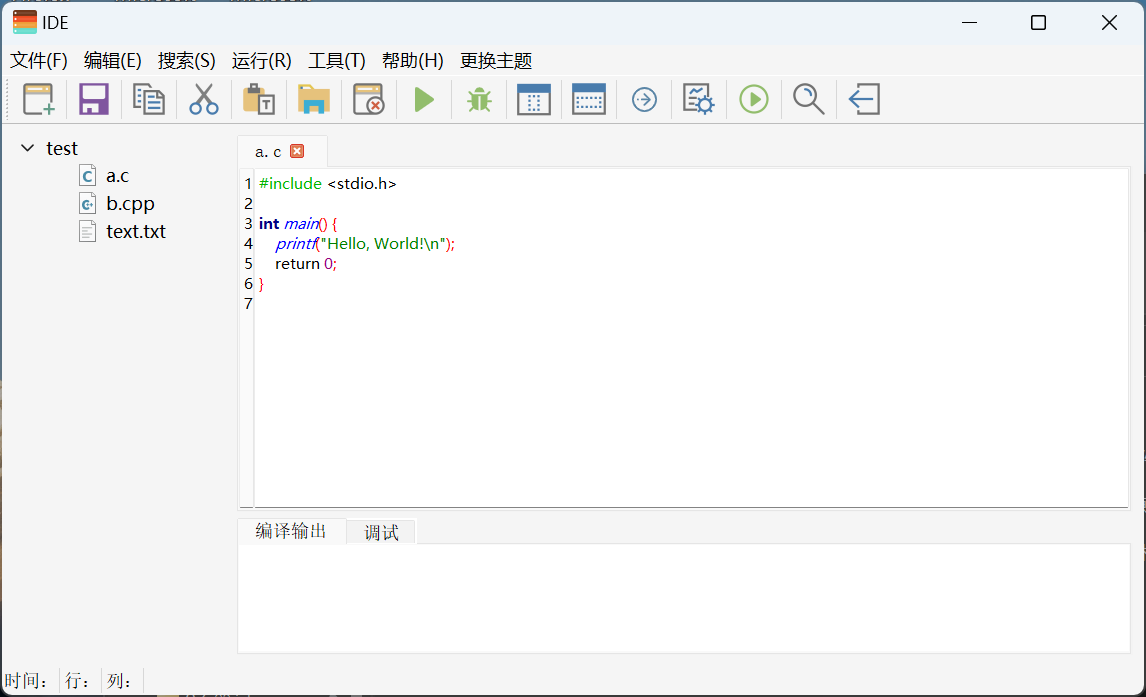 IDE
文件(F) 编辑(E) 搜索(S) 运行(R) 工具(T) 帮助(H) 更换主题
test
a.c
b.cpp
text.txt
a. c
1 #include <stdio.h>
2
3 int main() {
4 printf("Hello, World!\n");
5 return 0;
6 }
7
编译输出 调试
时间: 行: 列: